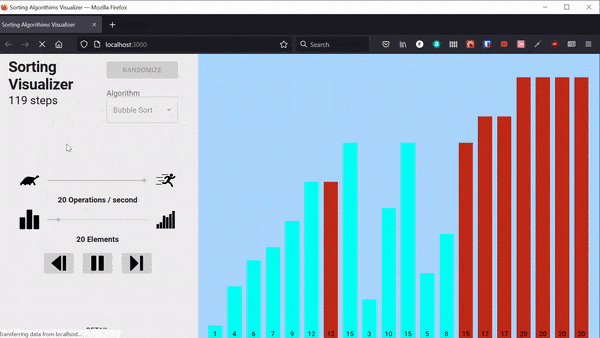 Sorting Algorithims Visualizer — Mozilla Firefox
Sorting Algorithims Visualizer
localhost:3000
Search
Sorting
Visualizer
119 steps
RANDOMIZE
Algorithm
Bubble Sort
20 Operations / second
20 Elements
1 4 6 7 9 12 12 15 3 10 15 5 8 15 17 17 20 20 20 20
Transferring data from localhost...